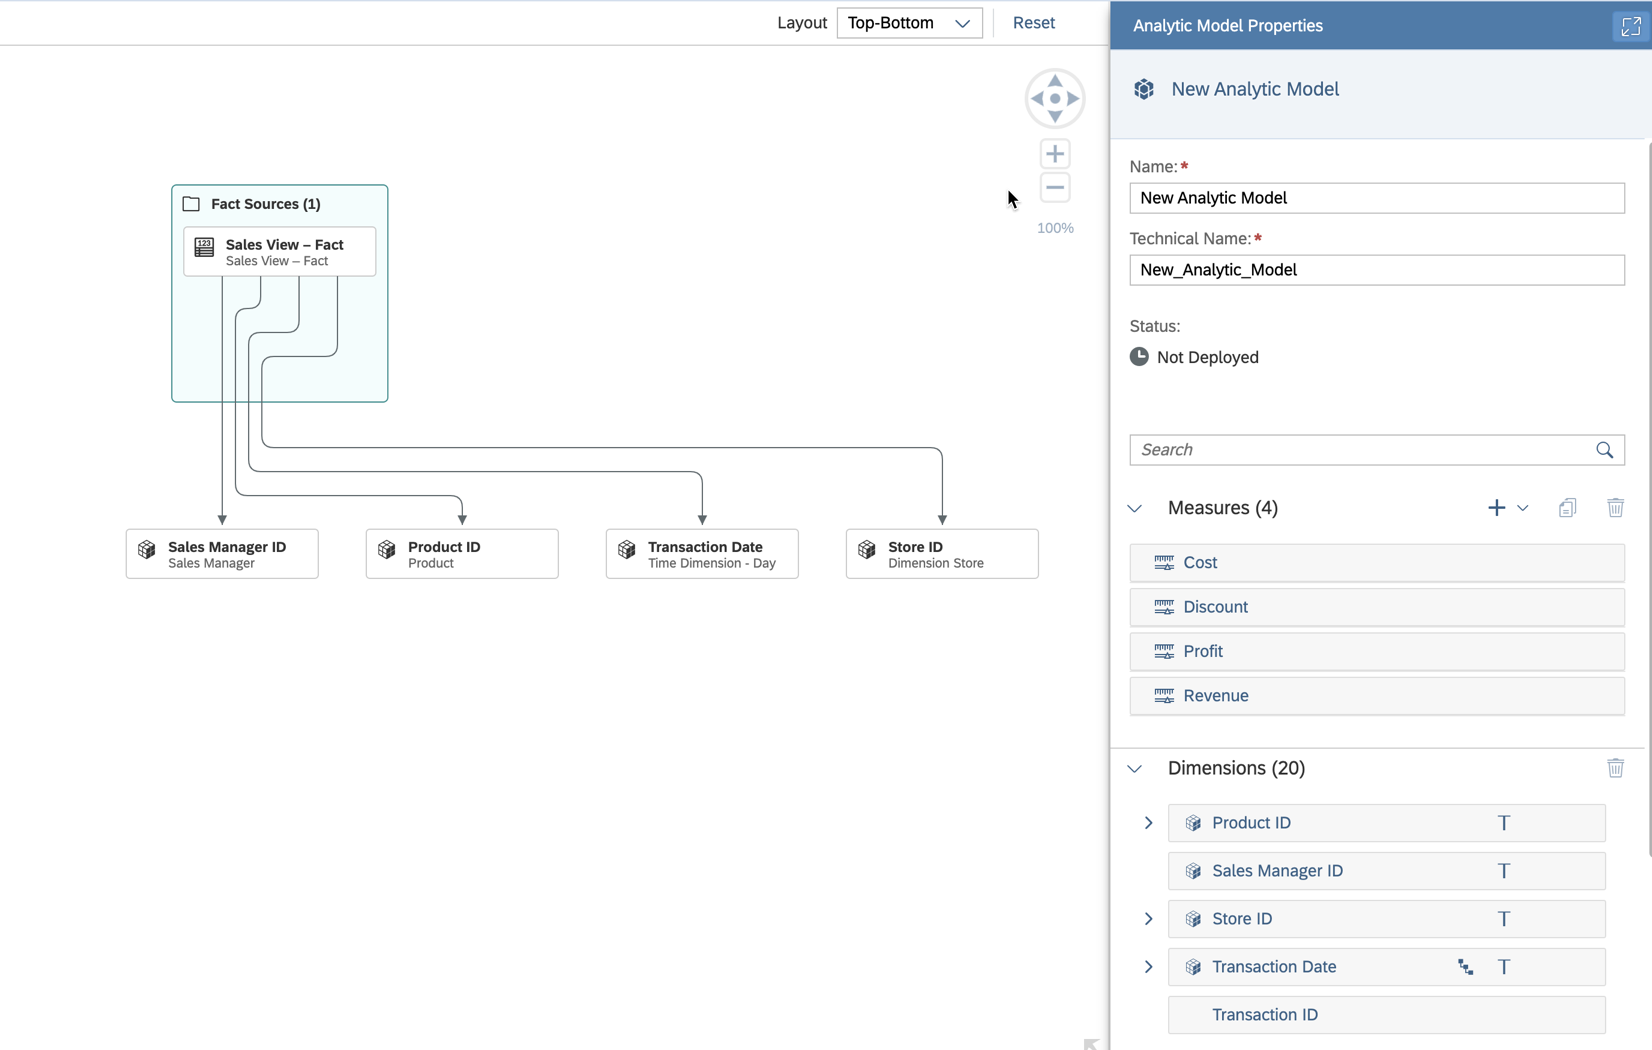 Layout
Top-Bottom
Reset
Analytic Model Properties
New Analytic Model
Name:*
New Analytic Model
Technical Name:*
New_Analytic_Model
Status:
Not Deployed
Search
Measures (4)
Cost
Discount
Profit
Revenue
Dimensions (20)
Product ID
Sales Manager ID
Store ID
Transaction Date
Transaction ID
100%
Fact Sources (1)
123
Sales View – Fact
Sales View – Fact
Sales Manager ID
Sales Manager
Product ID
Product
Transaction Date
Time Dimension - Day
Store ID
Dimension Store